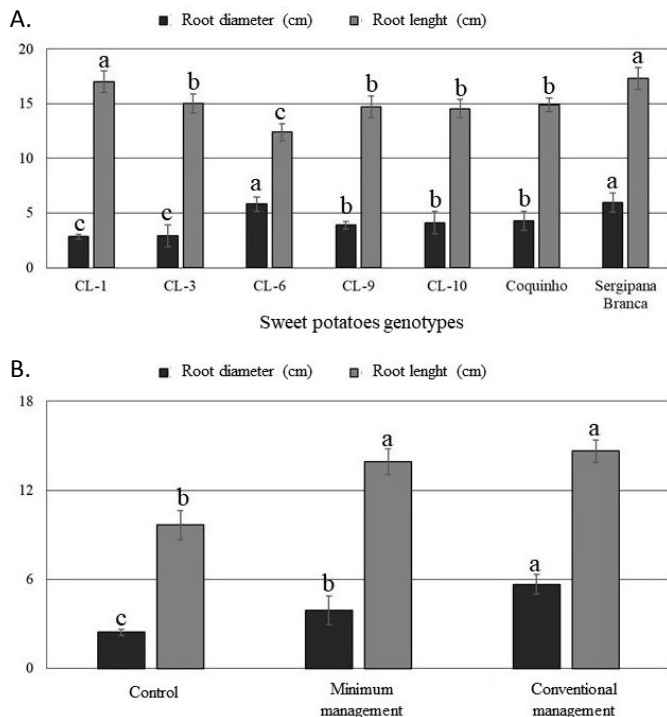 A.
Root diameter (cm) Root lenght (cm)
20
15
10
5
0
a
b
c
b
b
b
a
c
c
a
b
b
b
a
CL-1 CL-3 CL-6 CL-9 CL-10 Coquinho Sergipana
Branca
Sweet potatoes genotypes
B.
Root diameter (cm) Root lenght (cm)
18
12
6
0
b
a
a
c
b
a
Control Minimum
management Conventional
management